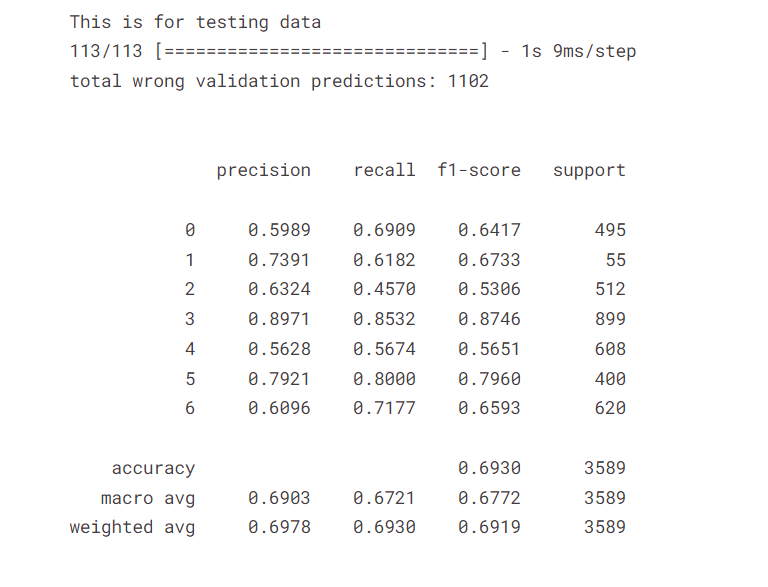 This is for testing data
113/113 [==============================] - 1s 9ms/step
total wrong validation predictions: 1102
precision recall f1-score support
0 0.5989 0.6909 0.6417 495
1 0.7391 0.6182 0.6733 55
2 0.6324 0.4570 0.5306 512
3 0.8971 0.8532 0.8746 899
4 0.5628 0.5674 0.5651 608
5 0.7921 0.8000 0.7960 400
6 0.6096 0.7177 0.6593 620
accuracy 0.6930 3589
macro avg 0.6903 0.6721 0.6772 3589
weighted avg 0.6978 0.6930 0.6919 3589